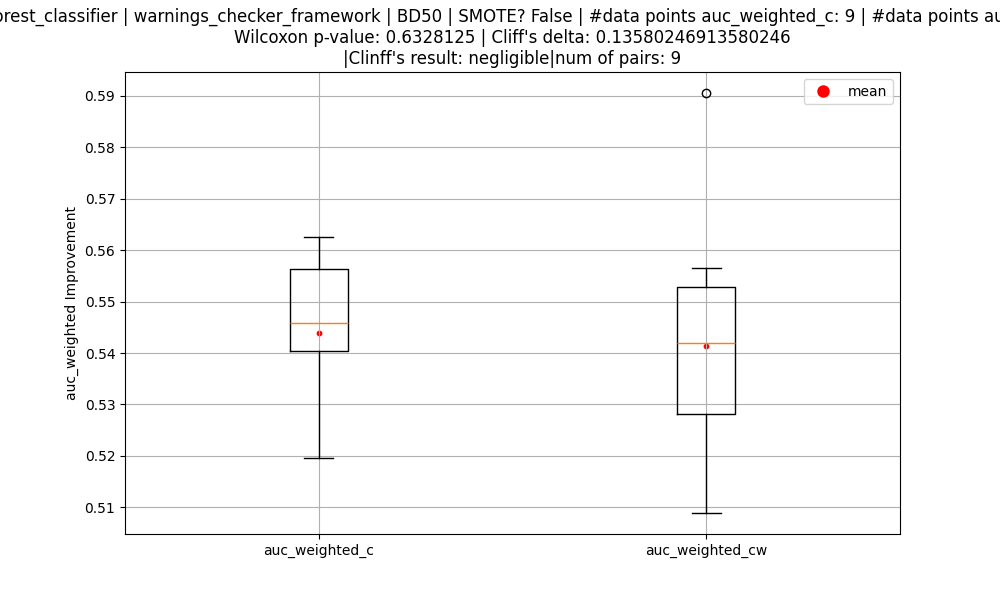 orest_classifier | warnings_checker_framework | BD50 | SMOTE? False | #data points auc_weighted_c: 9 | #data points au
Wilcoxon p-value: 0.6328125 | Cliff's delta: 0.13580246913580246
|Clinff's result: negligible|num of pairs: 9
mean
0.59
0.58
0.57
0.56
0.55
0.54
0.53
0.52
0.51
auc_weighted Improvement
auc_weighted_c
auc_weighted_cw